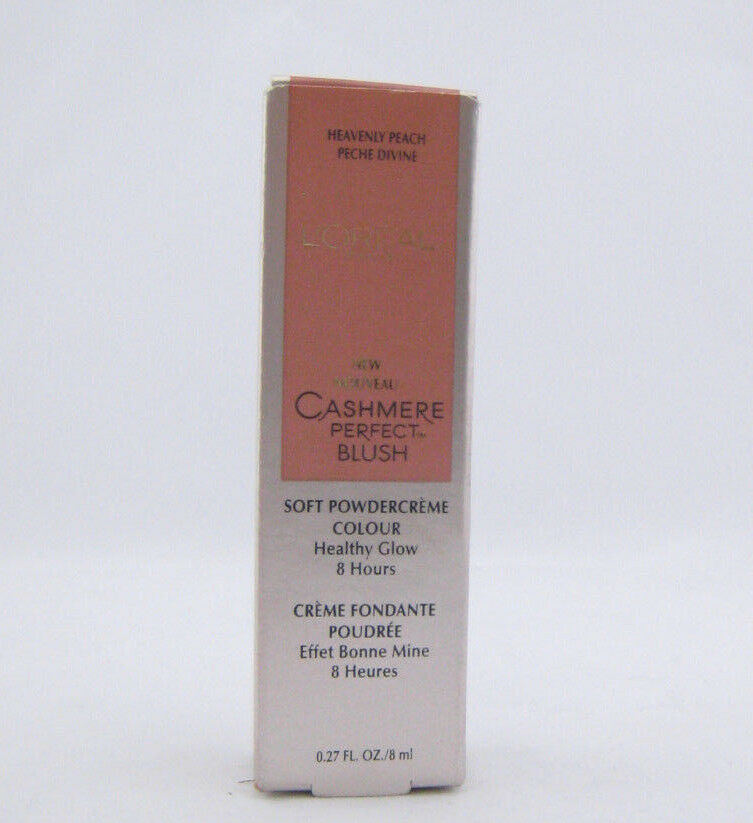 HEAVENLY PEACH
PECHE DIVINE
L'ORÉAL
NEW
NOUVEAU
CASHMERE
PERFECT™
BLUSH
SOFT POWDERCRÈME
COLOUR
Healthy Glow
8 Hours
CRÈME FONDANTE
POUDRÉE
Effet Bonne Mine
8 Heures
0.27 FL. OZ./8 ml